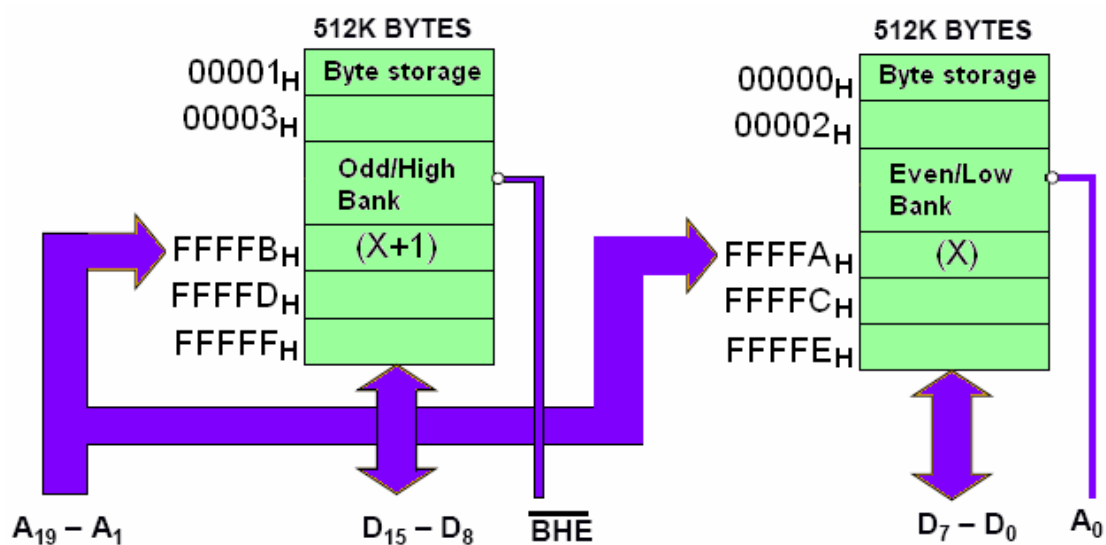 512K BYTES
512K BYTES
00001H
Byte storage
00000H
Byte storage
00003H
00002H
Odd/High
Bank
Even/Low
Bank
FFFFBH
(X+1)
FFFFAH
(X)
FFFFDH
FFFFCH
FFFFFH
FFFFEH
A19 – A1
D15 – D8
BHE
D7 – D0
A0